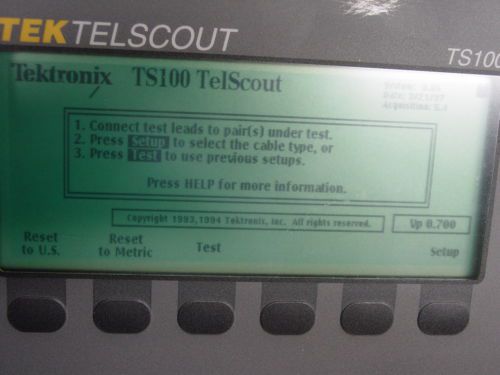 TEKTELSCOUT
TS100
Tektronix TS100 TelScout
1. Connect test leads to pair(s) under test.
2. Press Setup to select the cable type, or
3. Press Test to use previous setups.
Press HELP for more information.
Copyright 1993,1994 Tektronix, Inc. All rights reserved.
Vp 0.700
Reset to U.S.
Reset to Metric
Test
Setup